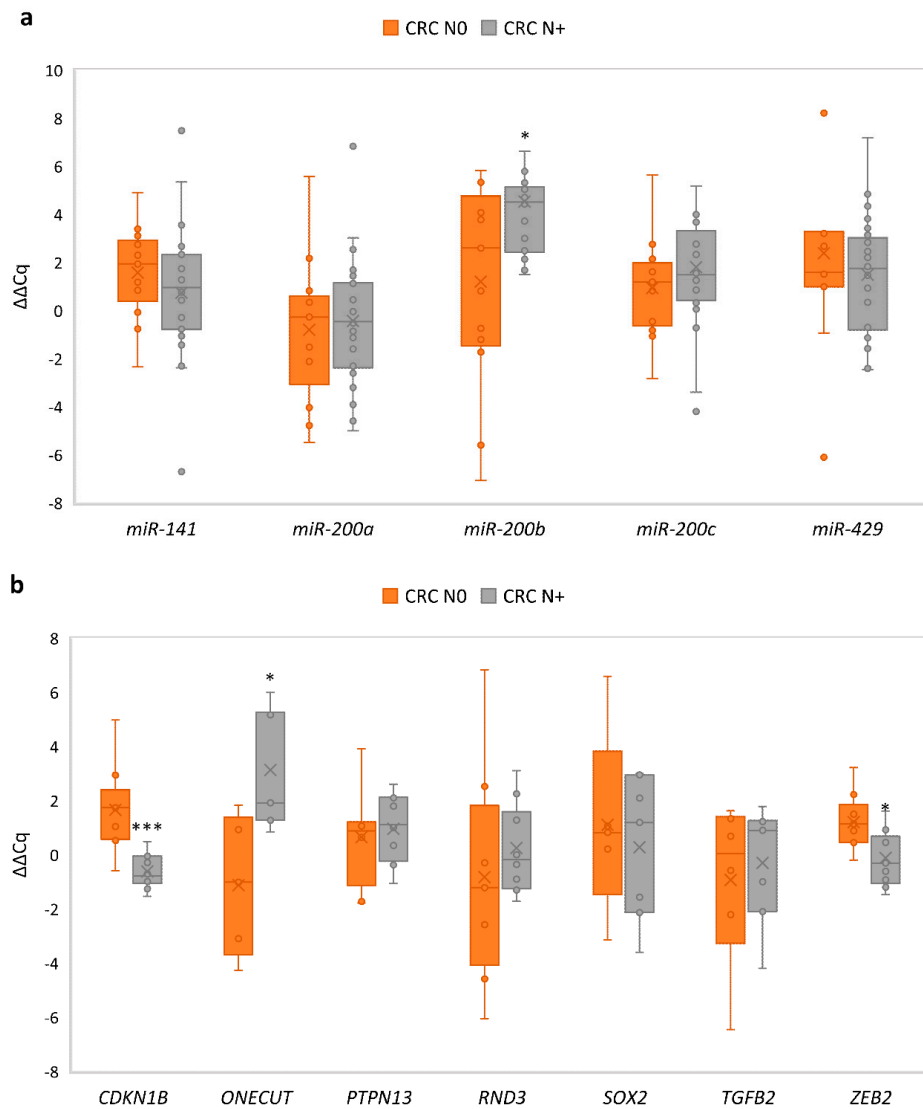 a
CRC N0 CRC N+
10
8
6
4
2
0
-2
-4
-6
-8
ΔΔCq
*
miR-141 miR-200a miR-200b miR-200c miR-429
b
CRC N0 CRC N+
8
6
4
2
0
-2
-4
-6
-8
ΔΔCq
*
***
*
CDKN1B ONECUT PTPN13 RND3 SOX2 TGFB2 ZEB2